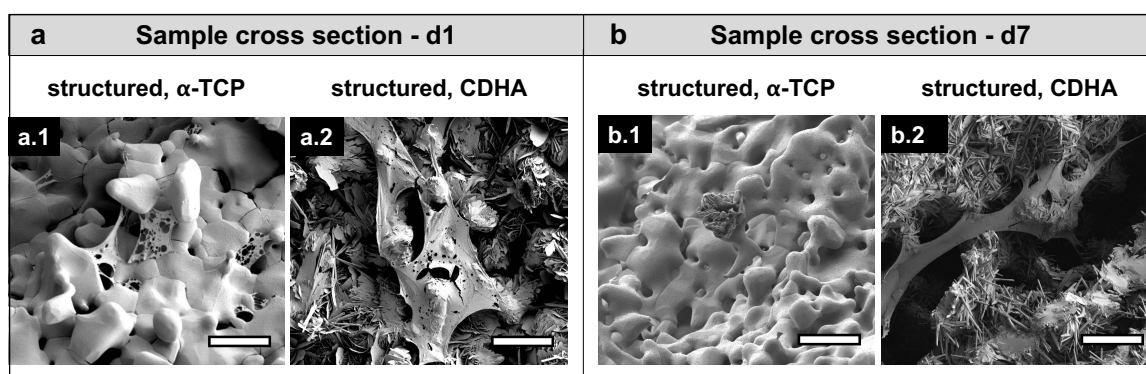 a Sample cross section - d1
b Sample cross section - d7
structured, α-TCP
structured, CDHA
structured, α-TCP
structured, CDHA
a.1
a.2
b.1
b.2